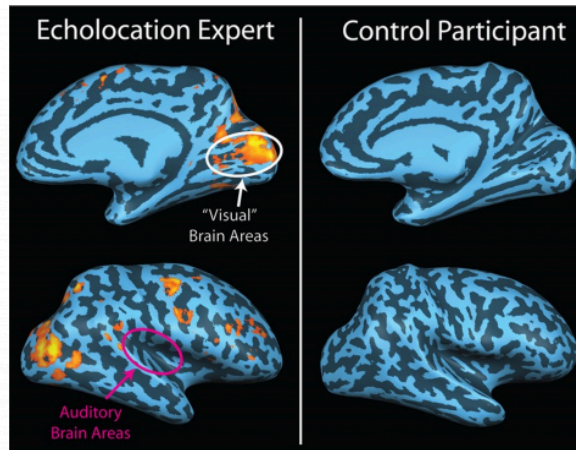 Echolocation Expert
Control Participant
"Visual"
Brain Areas
Auditory
Brain Areas